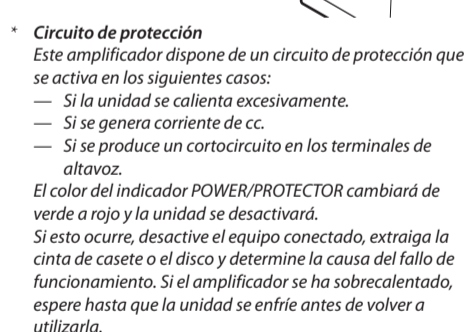 * Circuito de protección
Este amplificador dispone de un circuito de protección que
se activa en los siguientes casos:
— Si la unidad se calienta excesivamente.
— Si se genera corriente de cc.
— Si se produce un cortocircuito en los terminales de
altavoz.
El color del indicador POWER/PROTECTOR cambiará de
verde a rojo y la unidad se desactivará.
Si esto ocurre, desactive el equipo conectado, extraiga la
cinta de casete o el disco y determine la causa del fallo de
funcionamiento. Si el amplificador se ha sobrecalentado,
espere hasta que la unidad se enfríe antes de volver a
utilizarla.